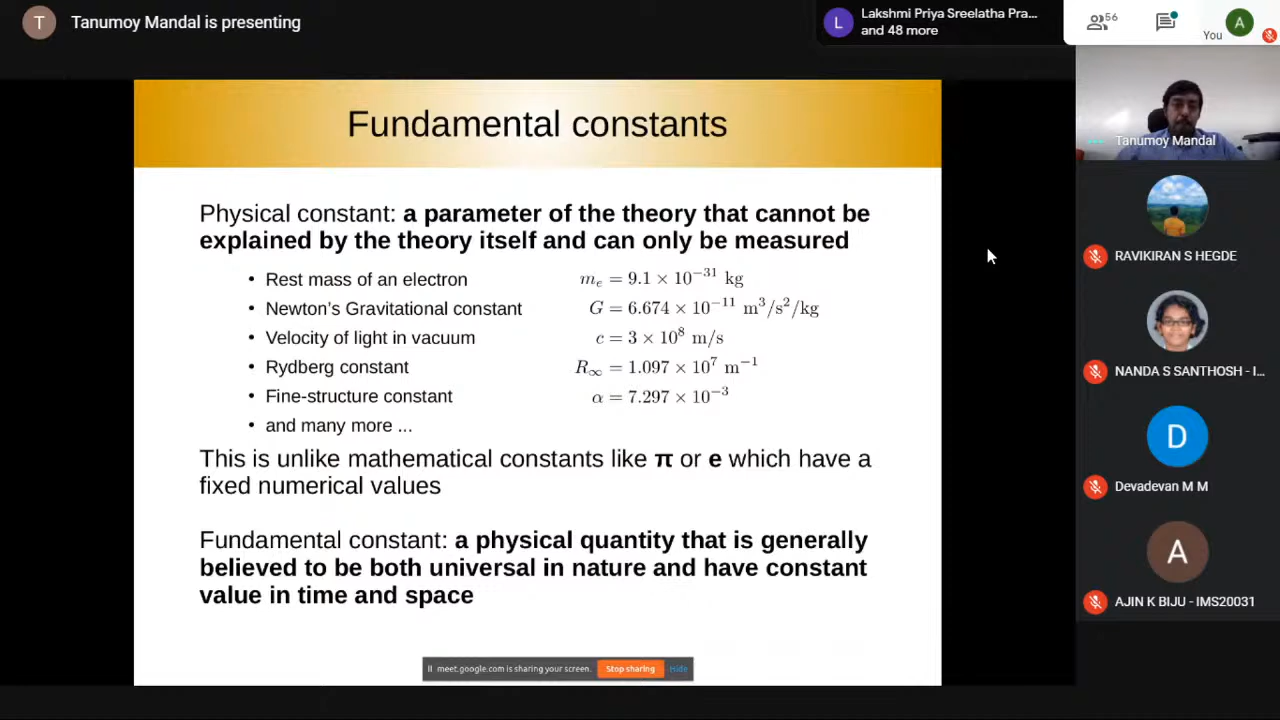 T
Tanumoy Mandal is presenting
L
Lakshmi Priya Sreelatha Pra...
and 48 more
56
You
A
Fundamental constants
Physical constant: a parameter of the theory that cannot be
explained by the theory itself and can only be measured
• Rest mass of an electron mₑ = 9.1 × 10⁻³¹ kg
• Newton's Gravitational constant G = 6.674 × 10⁻¹¹ m³/s²/kg
• Velocity of light in vacuum c = 3 × 10⁸ m/s
• Rydberg constant R∞ = 1.097 × 10⁷ m⁻¹
• Fine-structure constant α = 7.297 × 10⁻³
• and many more ...
This is unlike mathematical constants like π or e which have a
fixed numerical values
Fundamental constant: a physical quantity that is generally
believed to be both universal in nature and have constant
value in time and space
meet.google.com is sharing your screen. Stop sharing Hide
Tanumoy Mandal
RAVIKIRAN S HEGDE
NANDA S SANTHOSH - I...
D
Devadevan M M
A
AJIN K BIJU - IMS20031